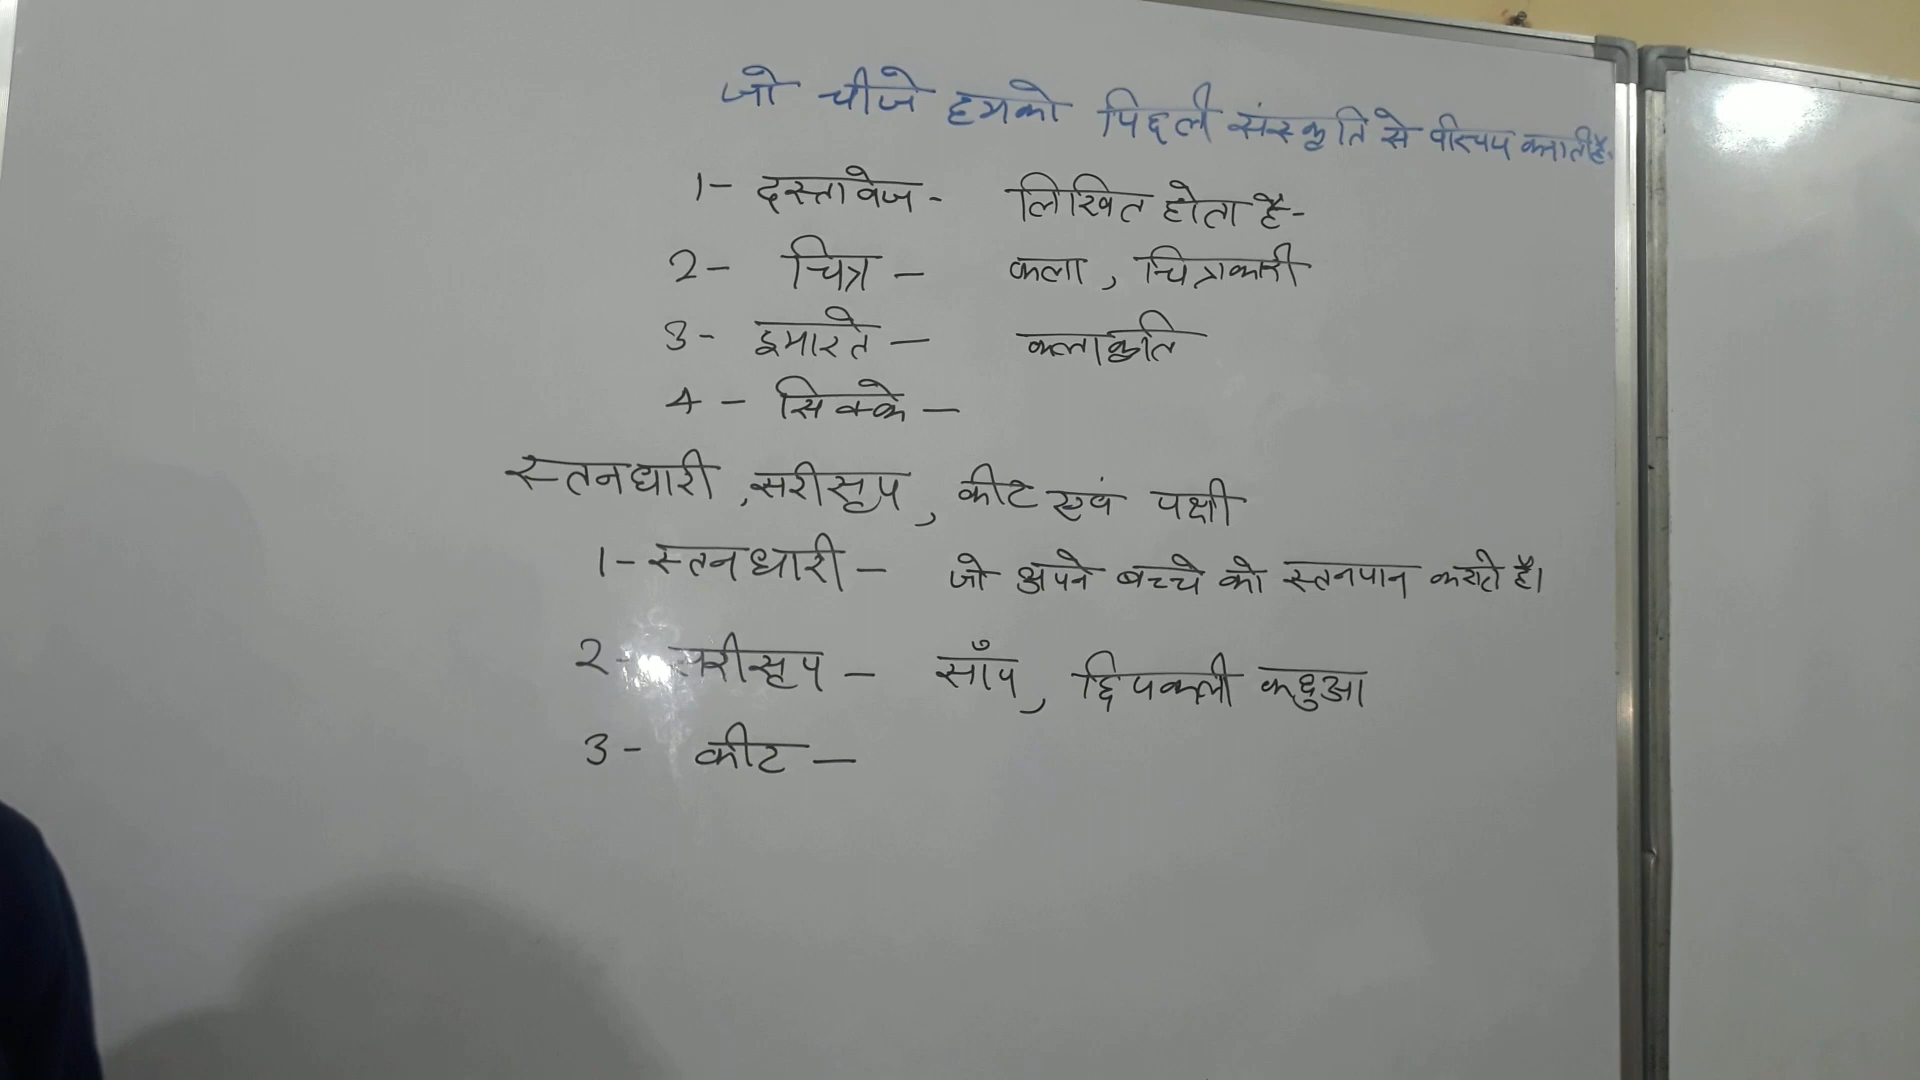 जो चीजे हमको पिछली संस्कृति से परिचय कराती है-
1- दस्तावेज - लिखित होता है-
2- चित्र - कला, चित्रकारी
3- इमारते - कलाकृति
4 - सिक्के -
स्तनधारी, सरीसृप, कीट एवं पक्षी
1- स्तनधारी - जो अपने बच्चे को स्तनपान कराते है।
2- सरीसृप - साँप, छिपकली कछुआ
3- कीट -